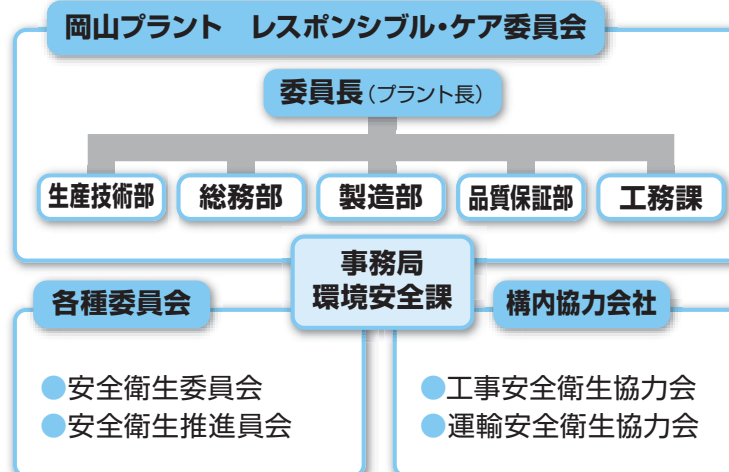 岡山プラント　レスポンシブル・ケア委員会
委員長（プラント長）
生産技術部　総務部　製造部　品質保証部　工務課
事務局
環境安全課
各種委員会
●安全衛生委員会
●安全衛生推進員会
構内協力会社
●工事安全衛生協力会
●運輸安全衛生協力会